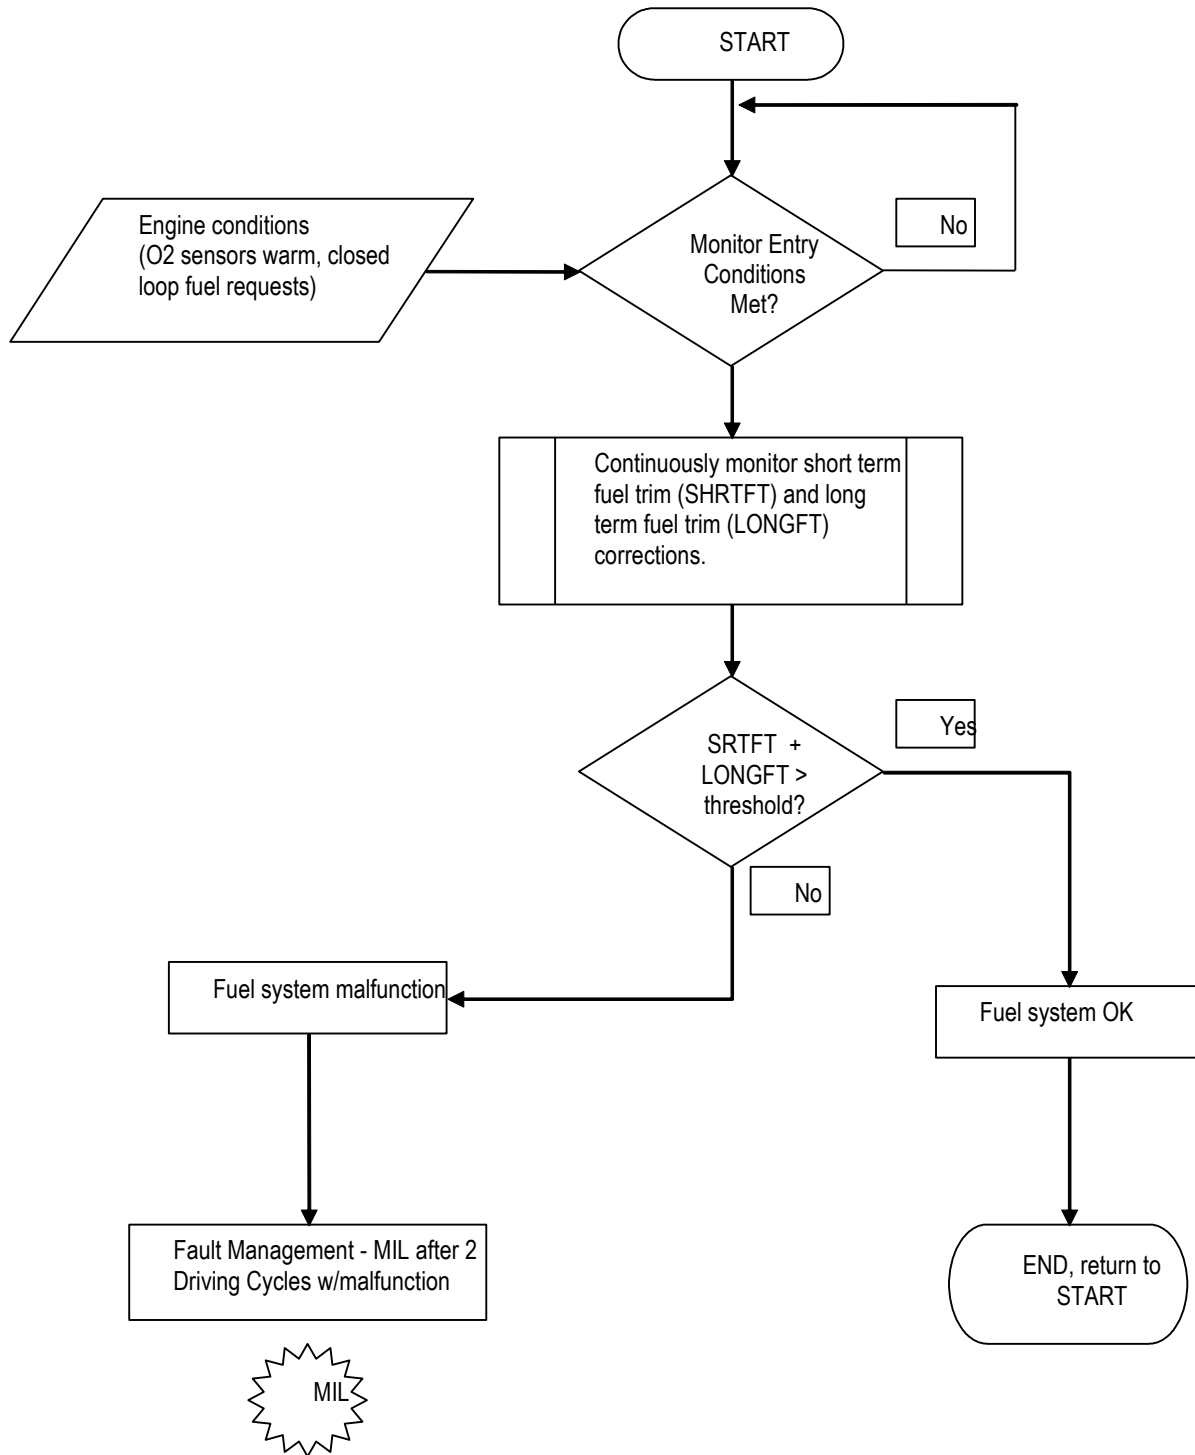 START
Engine conditions
(O2 sensors warm, closed
loop fuel requests)
Monitor Entry
Conditions
Met?
No
Continuously monitor short term
fuel trim (SHRTFT) and long
term fuel trim (LONGFT)
corrections.
SRTFT +
LONGFT >
threshold?
Yes
No
Fuel system malfunction
Fuel system OK
Fault Management - MIL after 2
Driving Cycles w/malfunction
END, return to
START
MIL